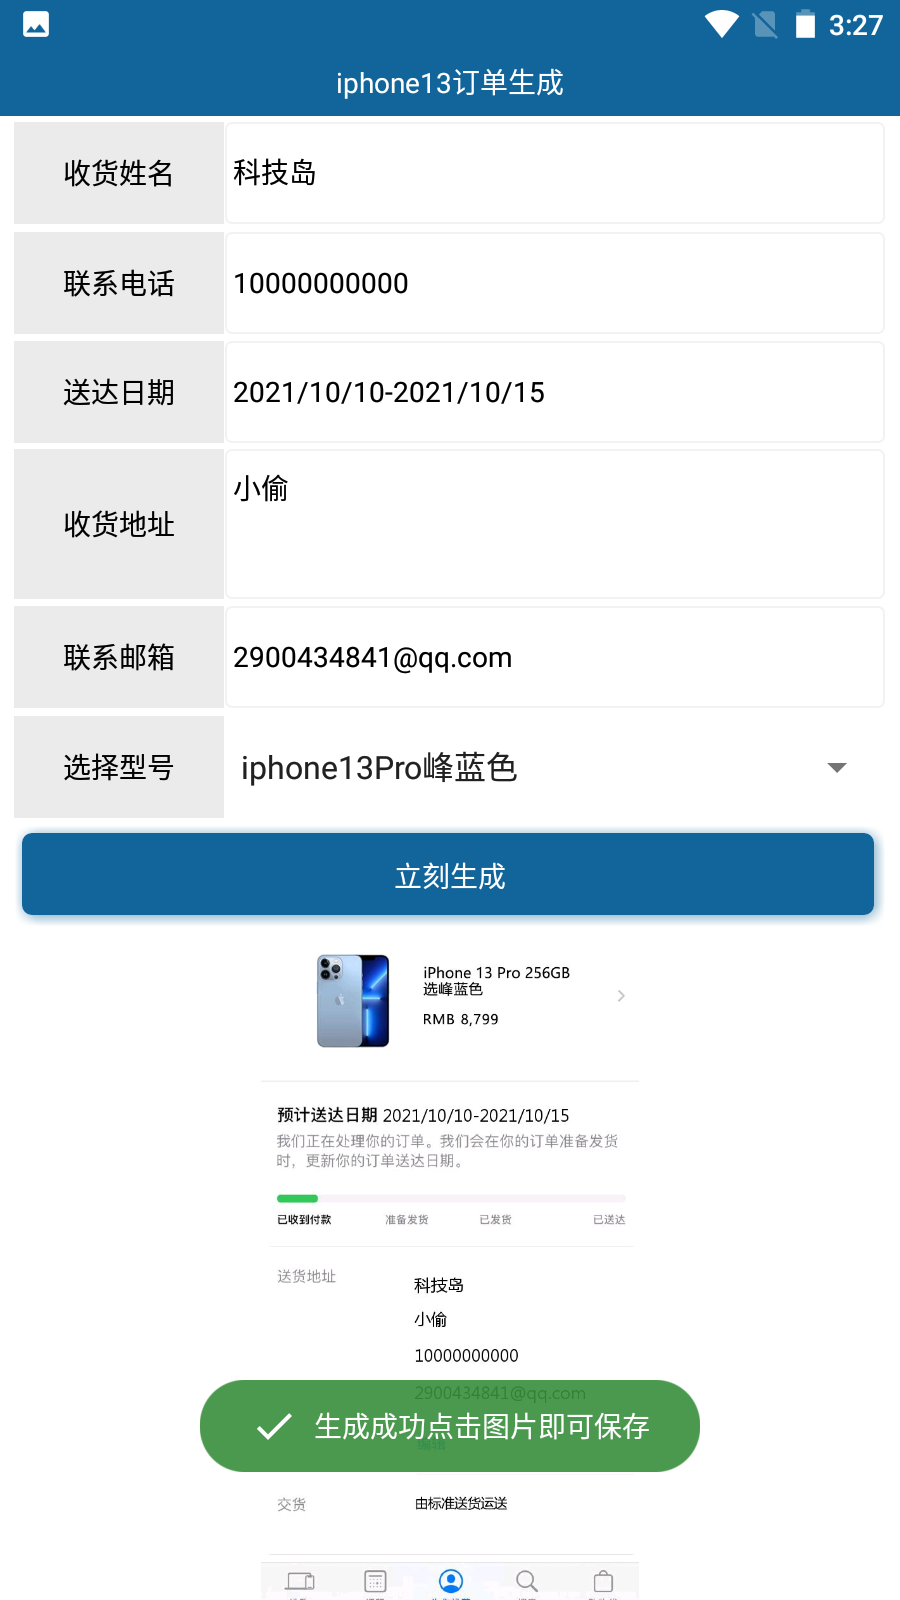 3:27
iphone13订单生成
收货姓名 科技岛
联系电话 10000000000
送达日期 2021/10/10-2021/10/15
收货地址 小偷
联系邮箱 2900434841@qq.com
选择型号 iphone13Pro峰蓝色
立刻生成
iPhone 13 Pro 256GB
选峰蓝色
RMB 8,799
预计送达日期 2021/10/10-2021/10/15
我们正在处理你的订单。我们会在你的订单准备发货
时，更新你的订单送达日期。
已收到付款 准备发货 已发货 已送达
送货地址 科技岛
小偷
10000000000
2900434841@qq.com
生成成功点击图片即可保存
编辑
交货 由标准送货运送